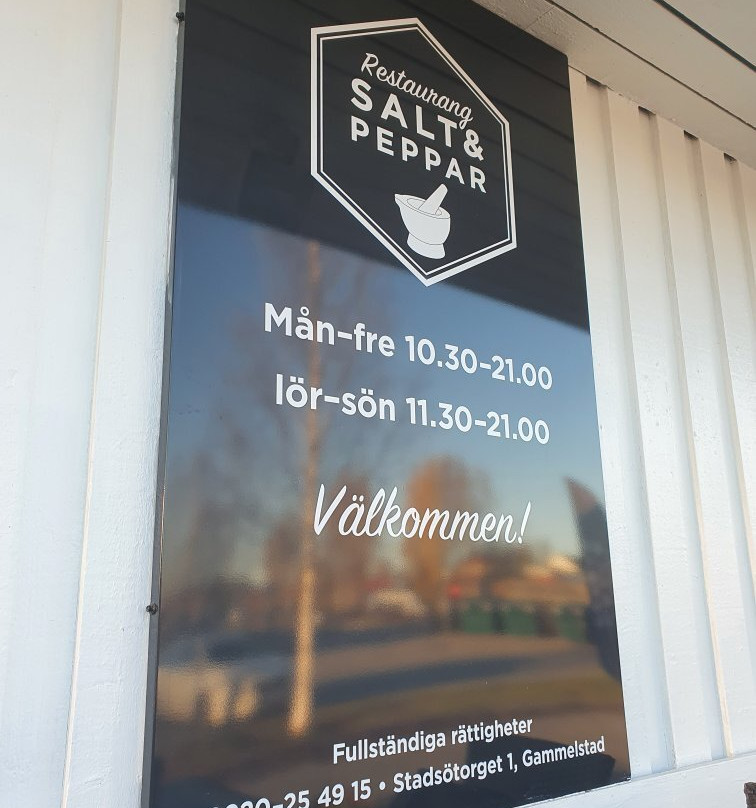 Restaurang
SALT&
PEPPAR
Mån-fre 10.30-21.00
lör-sön 11.30-21.00
Välkommen!
Fullständiga rättigheter
25 49 15 • Stadsötorget 1, Gammelstad